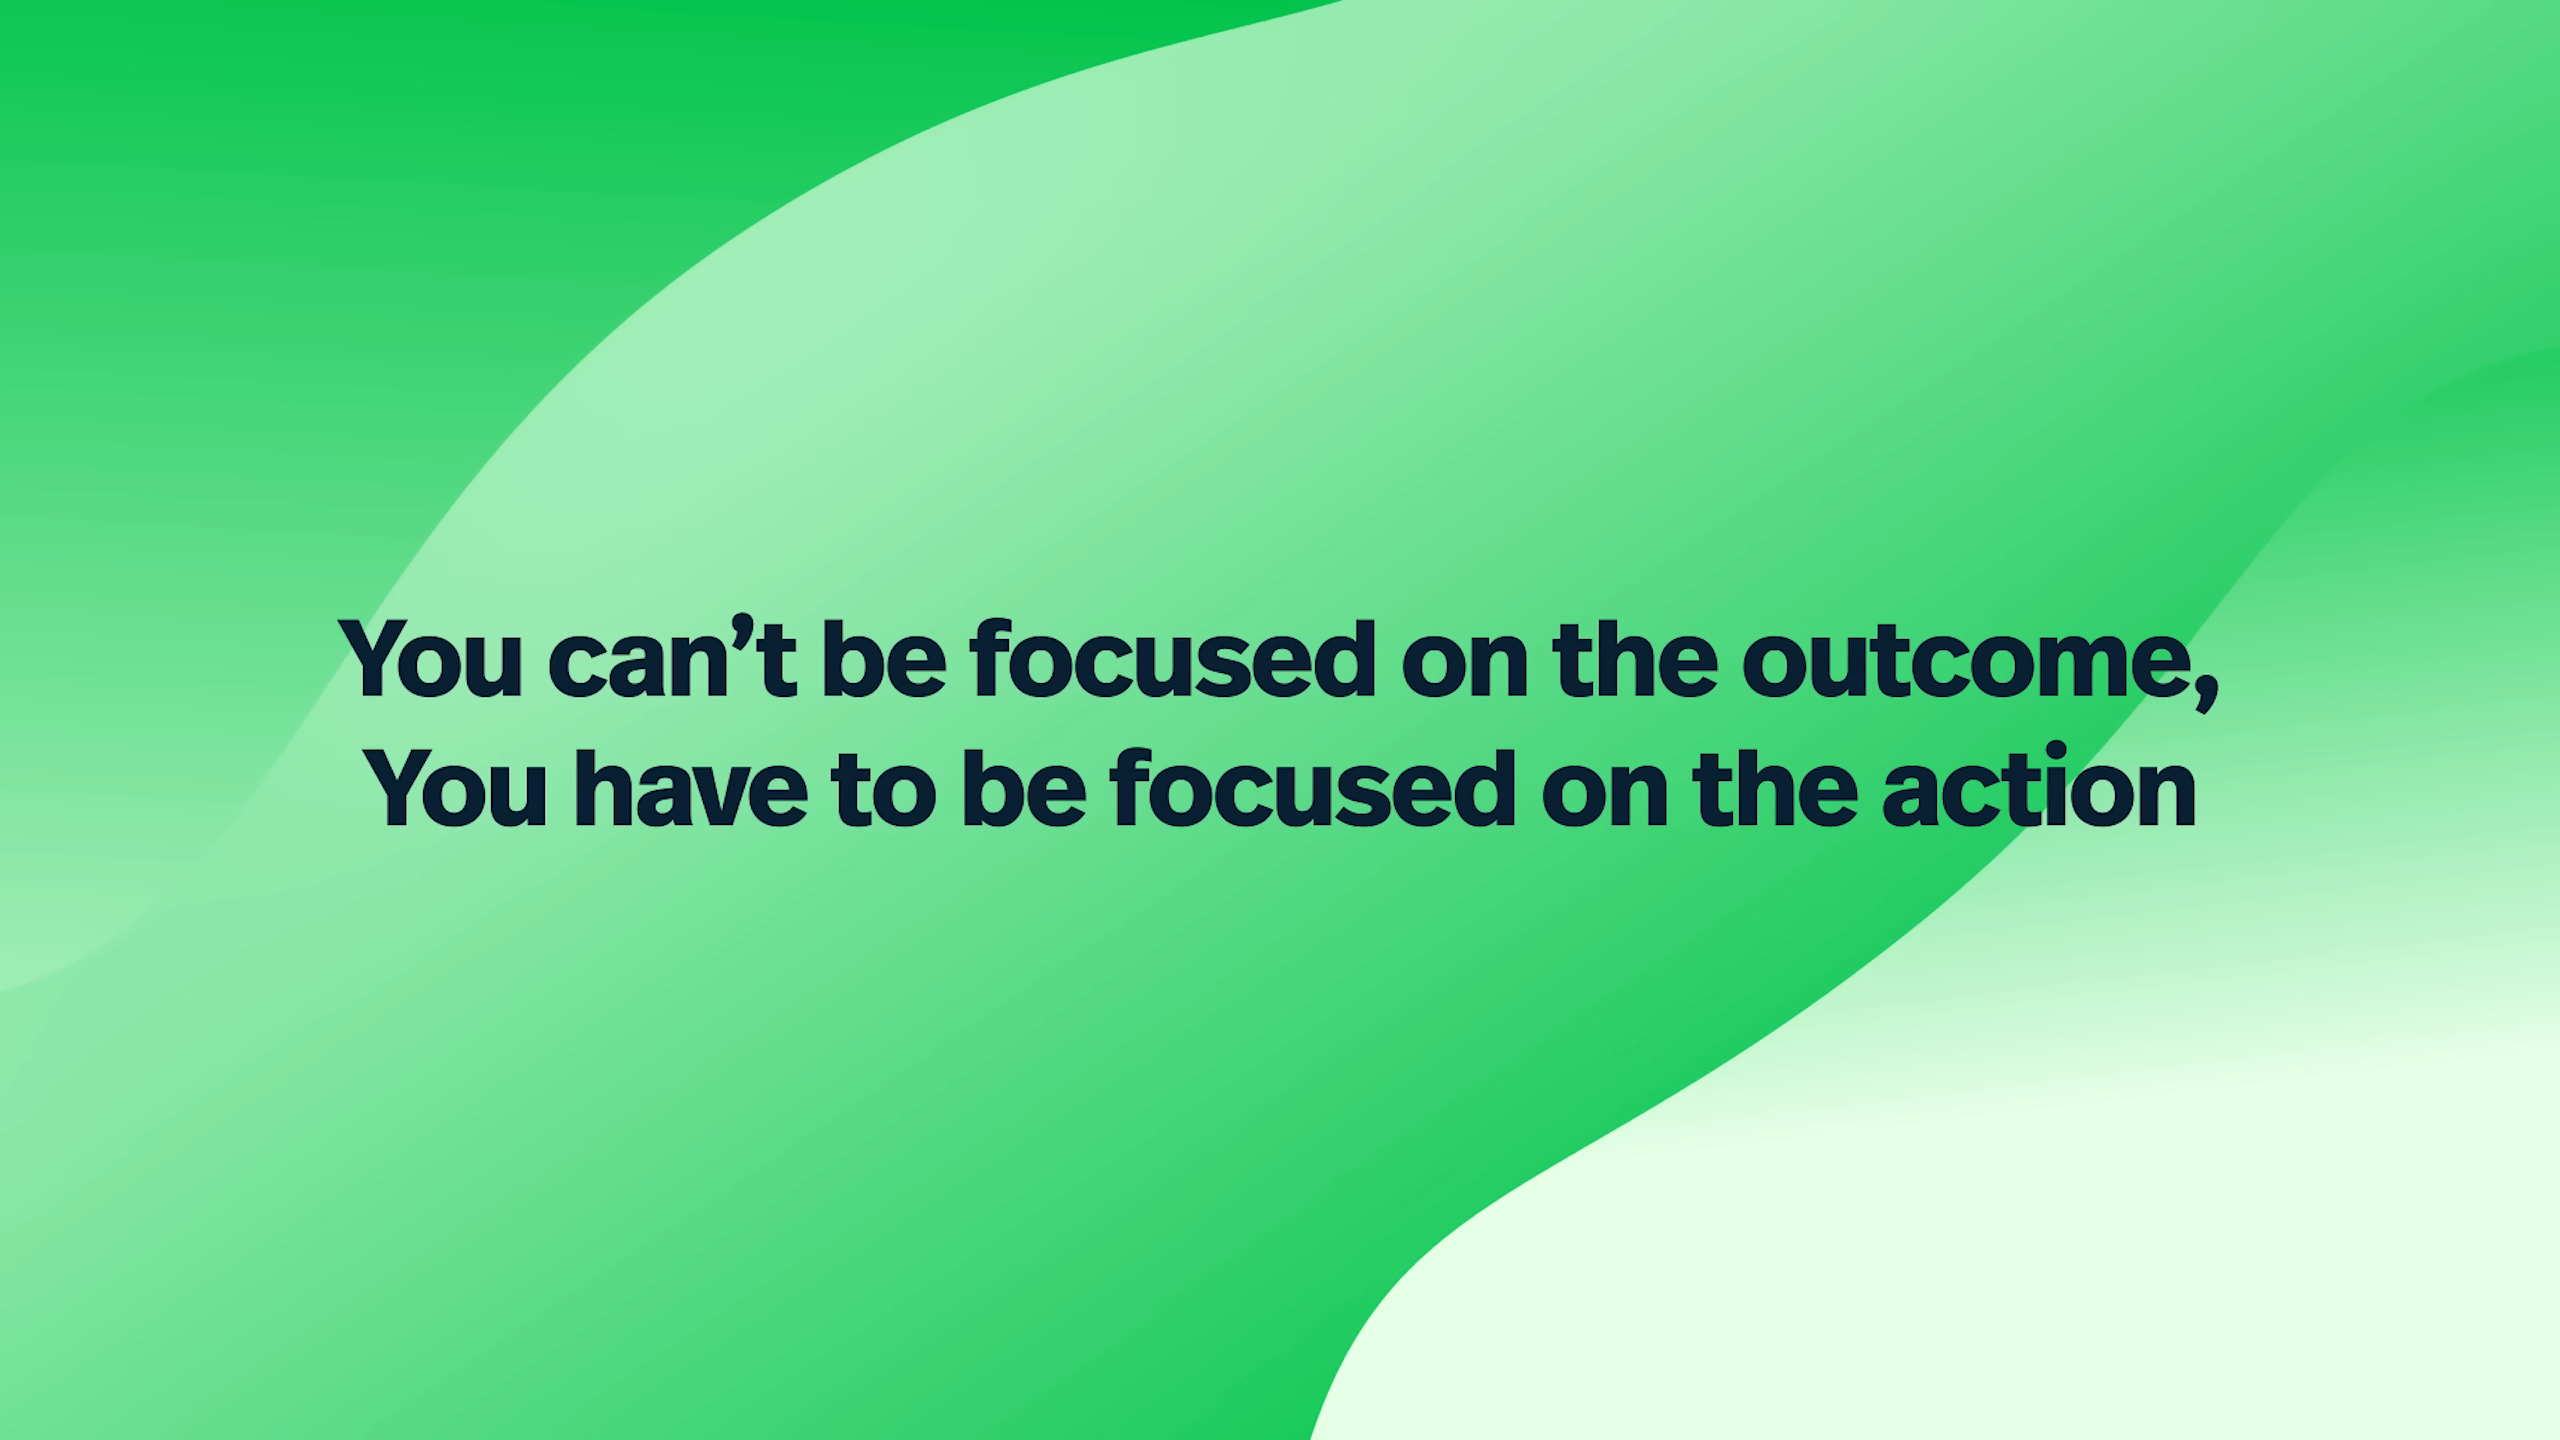 You can’t be focused on the outcome,
You have to be focused on the action